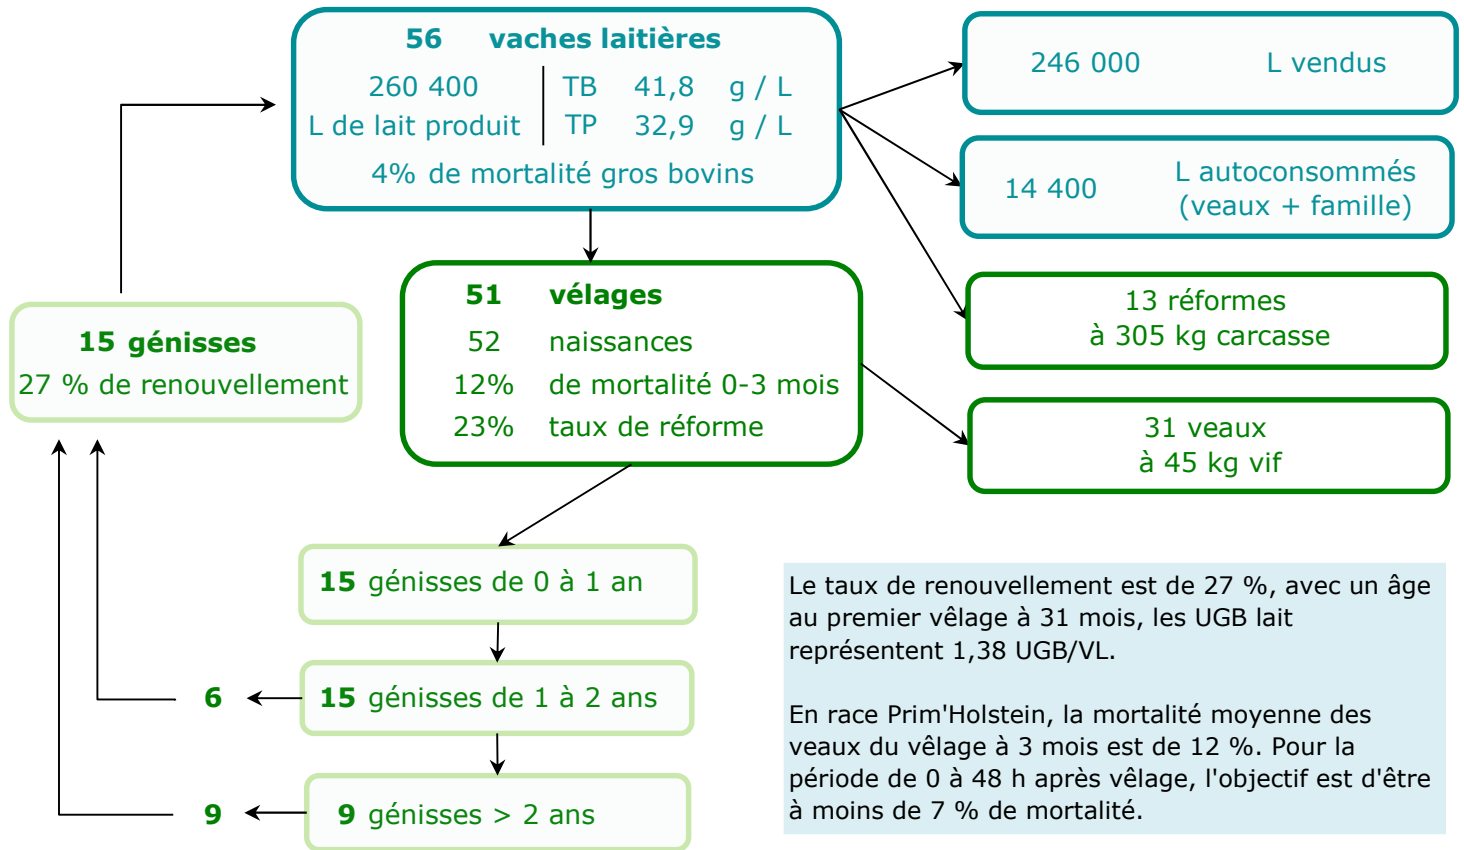 56 vaches laitières
260 400 TB 41,8 g / L
L de lait produit TP 32,9 g / L
4% de mortalité gros bovins
246 000 L vendus
14 400 L autoconsommés
(veaux + famille)
51 vélages
52 naissances
12% de mortalité 0-3 mois
23% taux de réforme
13 réformes
à 305 kg carcasse
31 veaux
à 45 kg vif
15 génisses
27 % de renouvellement
15 génisses de 0 à 1 an
6
15 génisses de 1 à 2 ans
9
9 génisses > 2 ans
Le taux de renouvellement est de 27 %, avec un âge
au premier vêlage à 31 mois, les UGB lait
représentent 1,38 UGB/VL.
En race Prim'Holstein, la mortalité moyenne des
veaux du vêlage à 3 mois est de 12 %. Pour la
période de 0 à 48 h après vêlage, l'objectif est d'être
à moins de 7 % de mortalité.